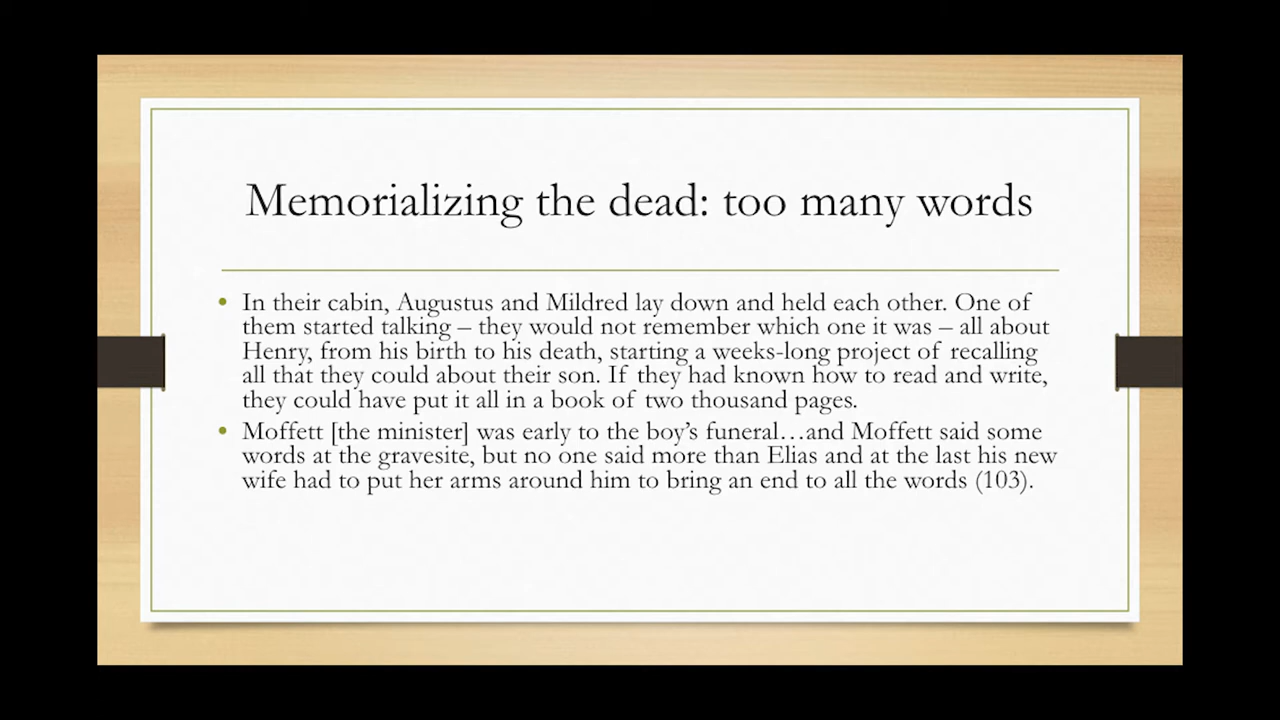 Memorializing the dead: too many words
• In their cabin, Augustus and Mildred lay down and held each other. One of
them started talking – they would not remember which one it was – all about
Henry, from his birth to his death, starting a weeks-long project of recalling
all that they could about their son. If they had known how to read and write,
they could have put it all in a book of two thousand pages.
• Moffett [the minister] was early to the boy’s funeral…and Moffett said some
words at the gravesite, but no one said more than Elias and at the last his new
wife had to put her arms around him to bring an end to all the words (103).